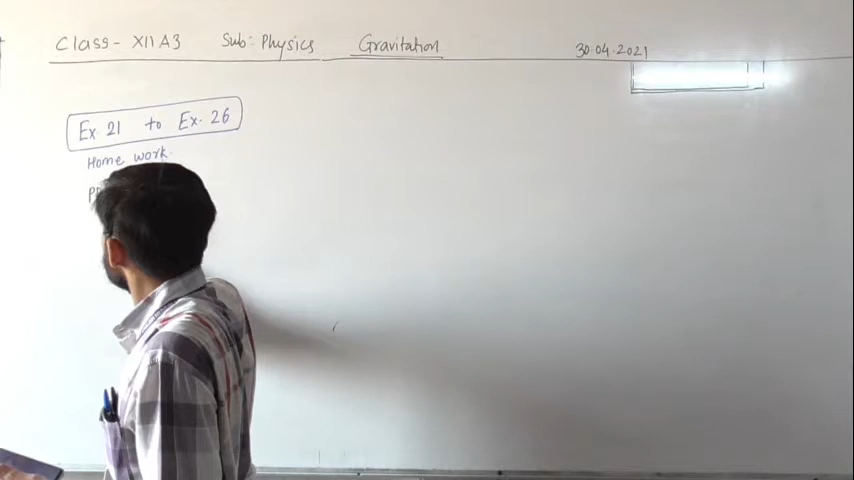 Class- XII A3 Sub: Physics Gravitation 30.04.2021
Ex. 21 to Ex. 26
Home work.